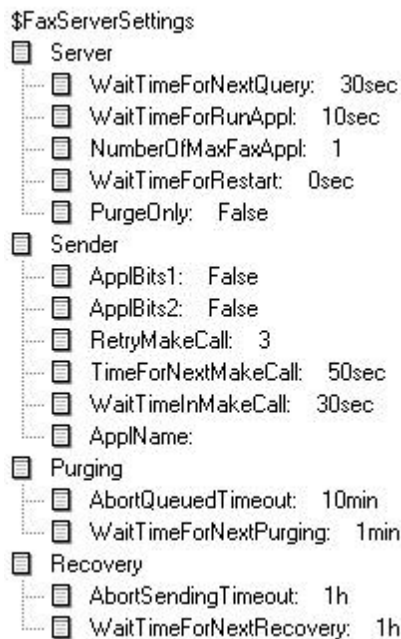 $FaxServerSettings
Server
WaitTimeForNextQuery: 30sec
WaitTimeForRunAppl: 10sec
NumberOfMaxFaxAppl: 1
WaitTimeForRestart: 0sec
PurgeOnly: False
Sender
ApplBits1: False
ApplBits2: False
RetryMakeCall: 3
TimeForNextMakeCall: 50sec
WaitTimeInMakeCall: 30sec
ApplName:
Purging
AbortQueuedTimeout: 10min
WaitTimeForNextPurging: 1min
Recovery
AbortSendingTimeout: 1h
WaitTimeForNextRecovery: 1h